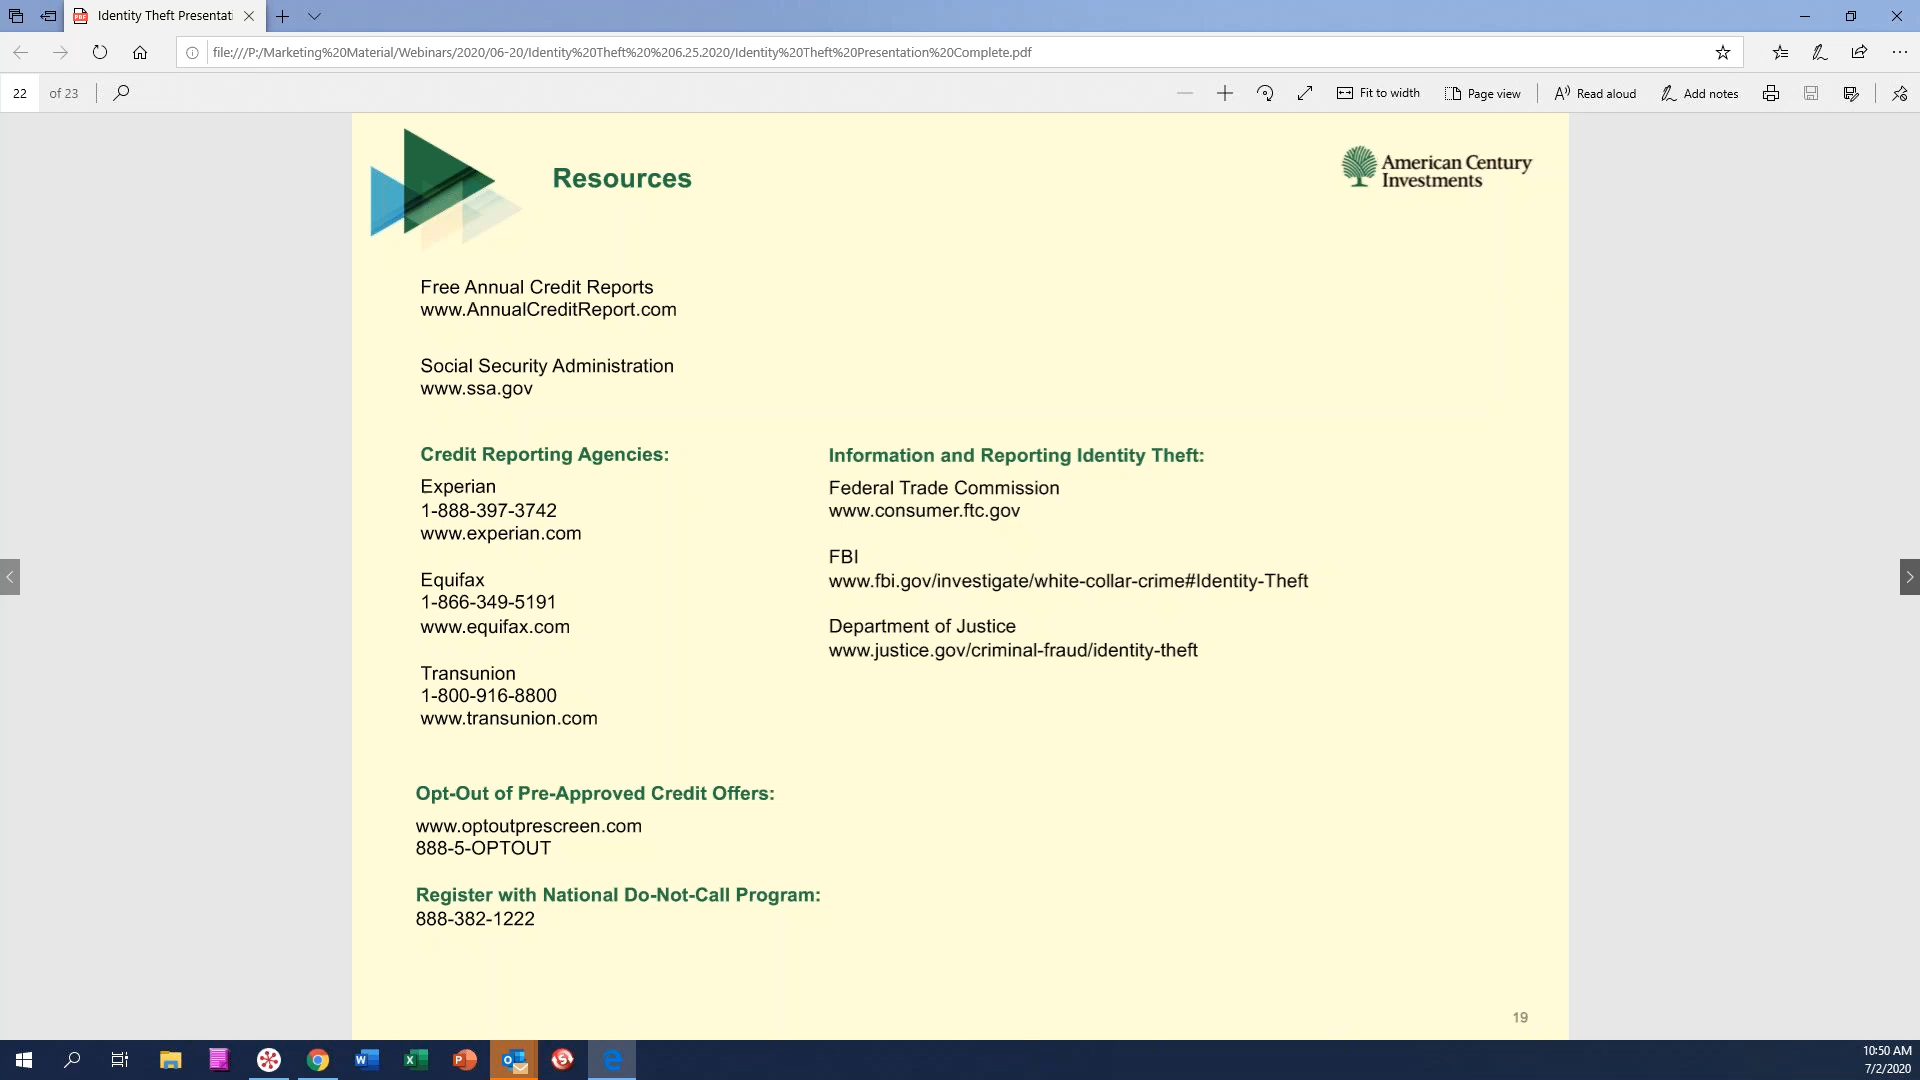 Identity Theft Presentati
file:///P:/Marketing%20Material/Webinars/2020/06-20/Identity%20Theft%20%206.25.2020/Identity%20Theft%20Presentation%20Complete.pdf
22 of 23
Fit to width
Page view
Read aloud
Add notes
Resources
American Century
Investments
Free Annual Credit Reports
www.AnnualCreditReport.com
Social Security Administration
www.ssa.gov
Credit Reporting Agencies:
Experian
1-888-397-3742
www.experian.com
Equifax
1-866-349-5191
www.equifax.com
Transunion
1-800-916-8800
www.transunion.com
Information and Reporting Identity Theft:
Federal Trade Commission
www.consumer.ftc.gov
FBI
www.fbi.gov/investigate/white-collar-crime#Identity-Theft
Department of Justice
www.justice.gov/criminal-fraud/identity-theft
Opt-Out of Pre-Approved Credit Offers:
www.optoutprescreen.com
888-5-OPTOUT
Register with National Do-Not-Call Program:
888-382-1222
19
10:50 AM
7/2/2020